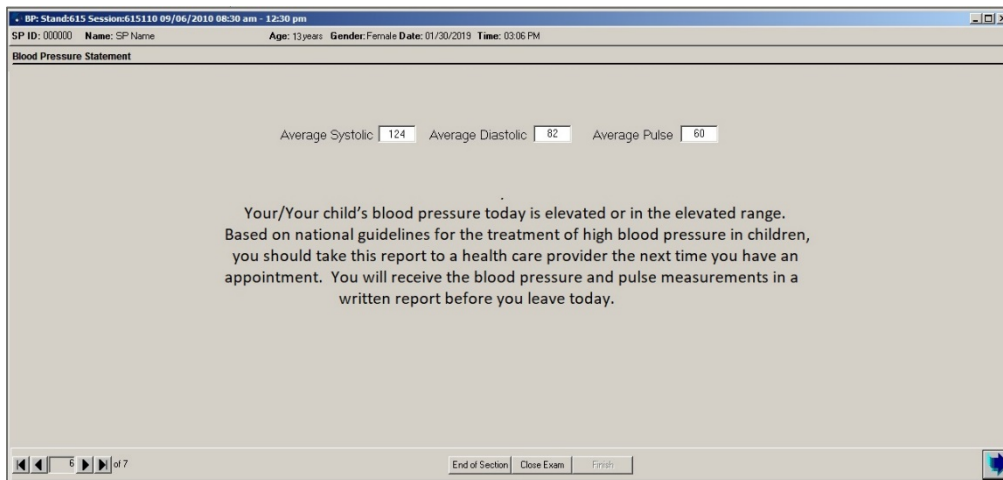 BP: Stand:615 Session:615110 09/06/2010 08:30 am - 12:30 pm
SP ID: 000000 Name: SP Name Age: 13 years Gender: Female Date: 01/30/2019 Time: 03:06 PM
Blood Pressure Statement
Average Systolic 124 Average Diastolic 82 Average Pulse 60
Your/Your child's blood pressure today is elevated or in the elevated range.
Based on national guidelines for the treatment of high blood pressure in children,
you should take this report to a health care provider the next time you have an
appointment. You will receive the blood pressure and pulse measurements in a
written report before you leave today.
6 of 7 End of Section Close Exam Finish